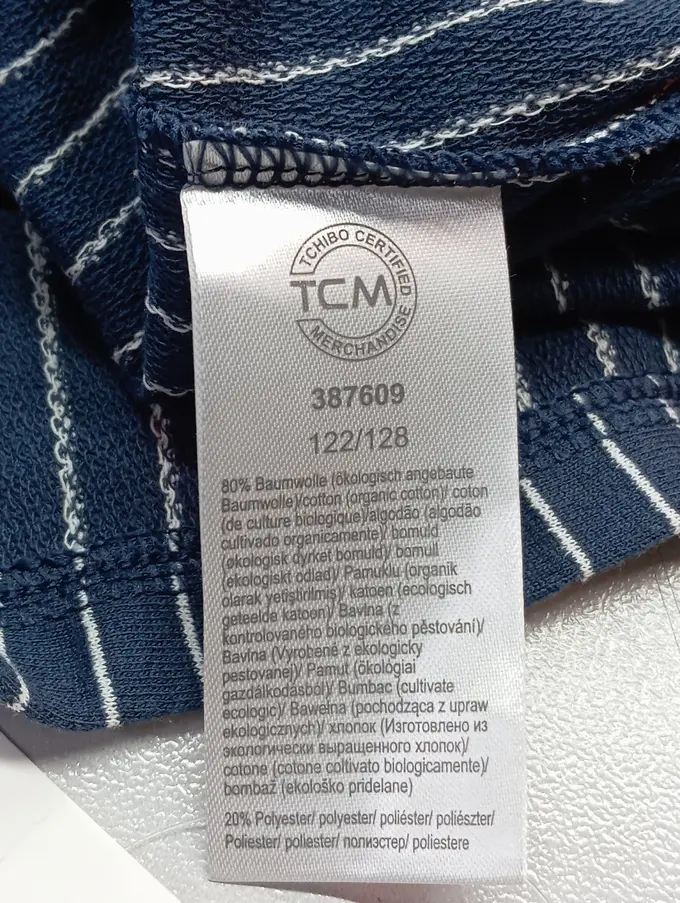 TCHIBO CERTIFIED
TCM
MERCHANDISE
387609
122/128
80% Baumwolle (ökologisch angebaute
Baumwolle)/cotton (organic cotton)/ coton
(de culture biologique)/algodão (algodão
cultivado organicamente)/ bomuld
(økologisk dyrket bomuld)/ bomull
(ekologiskt odlad)/ Pamuklu (organik
olarak yetiştirilmiş)/ katoen (ecologisch
geteelde katoen)/ Bavlna (z
kontrolovaného biologického pěstování)/
Bavlna (Vyrobené z ekologicky
pestovanej)/ Pamut (ökológiai
gazdálkodásból)/ Bumbac (cultivate
ecologic)/ Bawełna (pochodząca z upraw
ekologicznych)/ хлопок (Изготовлено из
экологически выращенного хлопок)/
cotone (cotone coltivato biologicamente)/
bombaž (ekološko pridelane)
20% Polyester/ polyester/ poliéster/ poliészter/
Poliester/ poliester/ полиэстер/ poliestere